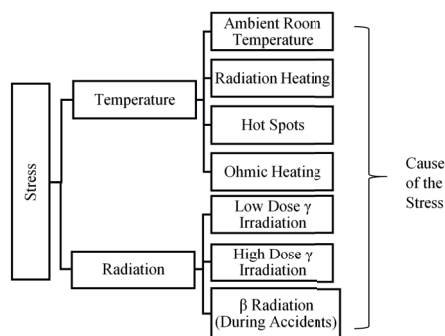 Stress
Temperature
Ambient Room
Temperature
Radiation Heating
Hot Spots
Ohmic Heating
Radiation
Low Dose γ
Irradiation
High Dose γ
Irradiation
β Radiation
(During Accidents)
Cause
of the
Stress